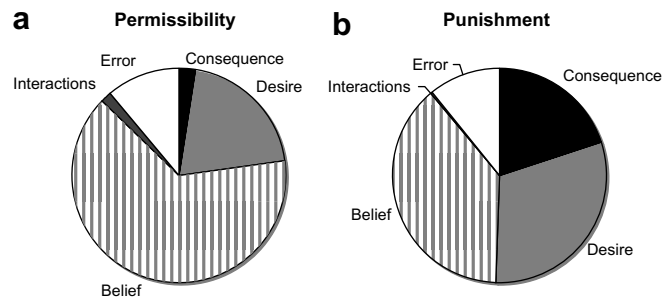 a
Permissibility
Error
Consequence
Interactions
Desire
Belief
b
Punishment
Error
Consequence
Interactions
Belief
Desire